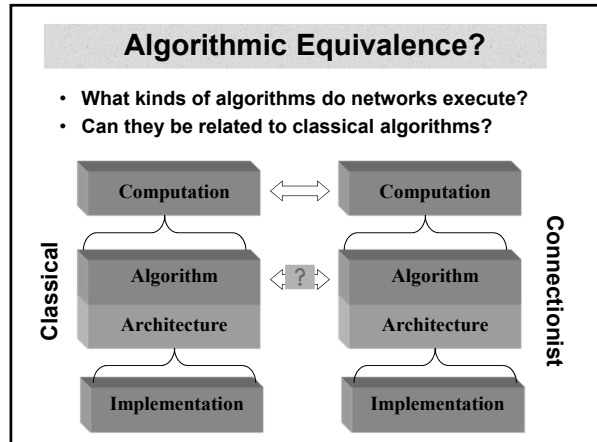 Algorithmic Equivalence?
• What kinds of algorithms do networks execute?
• Can they be related to classical algorithms?
Computation
Computation
Classical
Connectionist
Algorithm
?
Algorithm
Architecture
Architecture
Implementation
Implementation